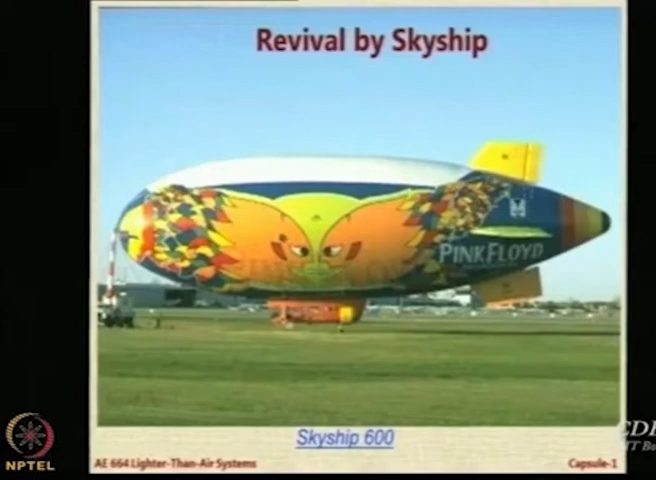 Revival by Skyship
PINK FLOYD
Skyship 600
NPTEL
AE 664 Lighter-Than-Air Systems
Capsule-1